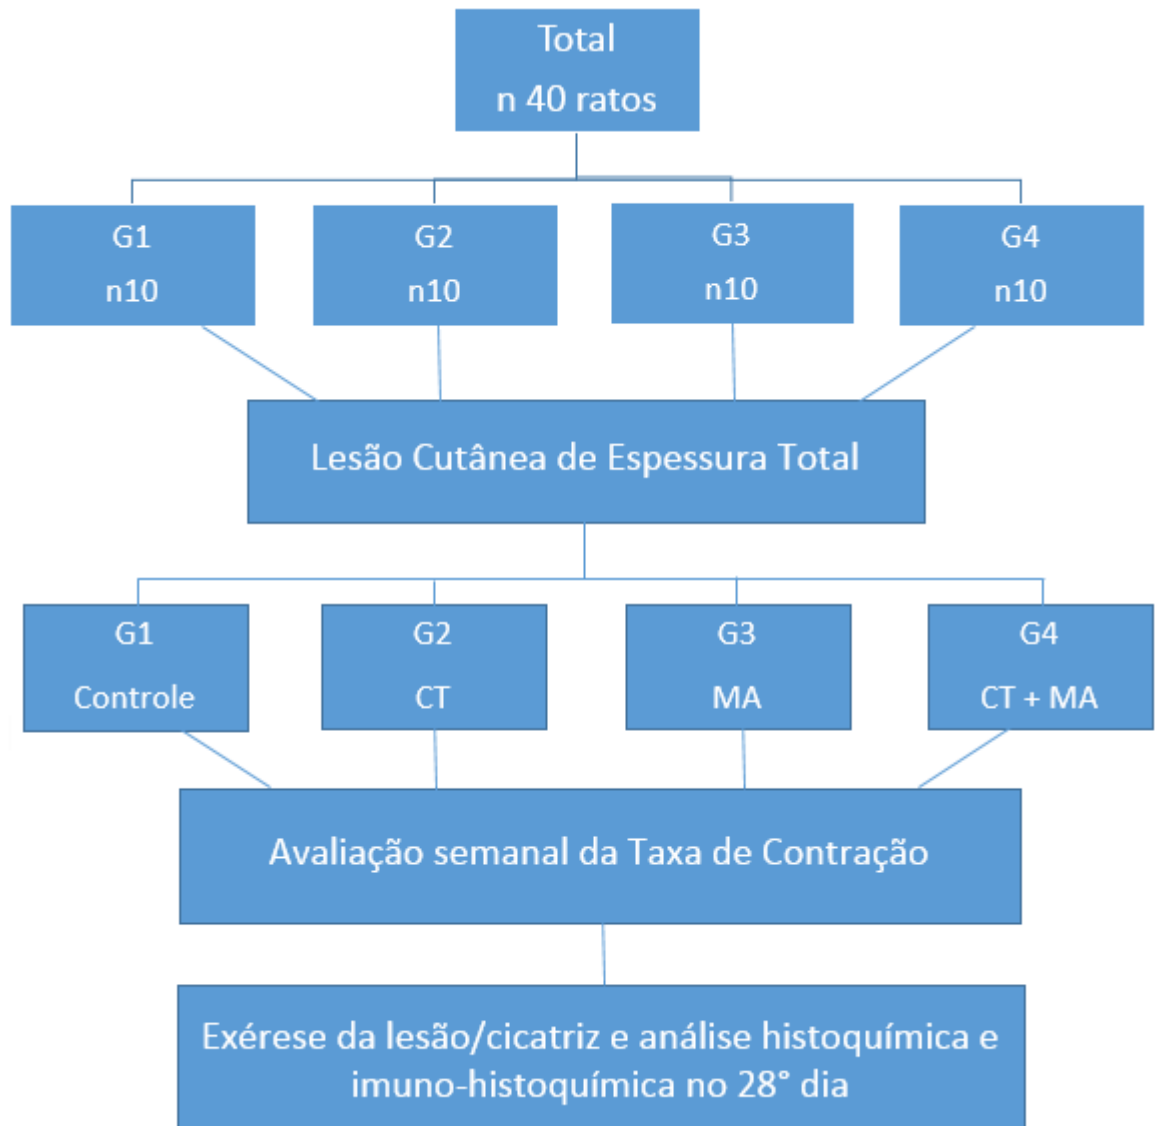 Total
n 40 ratos
G1
n10
G2
n10
G3
n10
G4
n10
Lesão Cutânea de Espessura Total
G1
Controle
G2
CT
G3
MA
G4
CT + MA
Avaliação semanal da Taxa de Contração
Exérese da lesão/cicatriz e análise histoquímica e
imuno-histoquímica no 28° dia